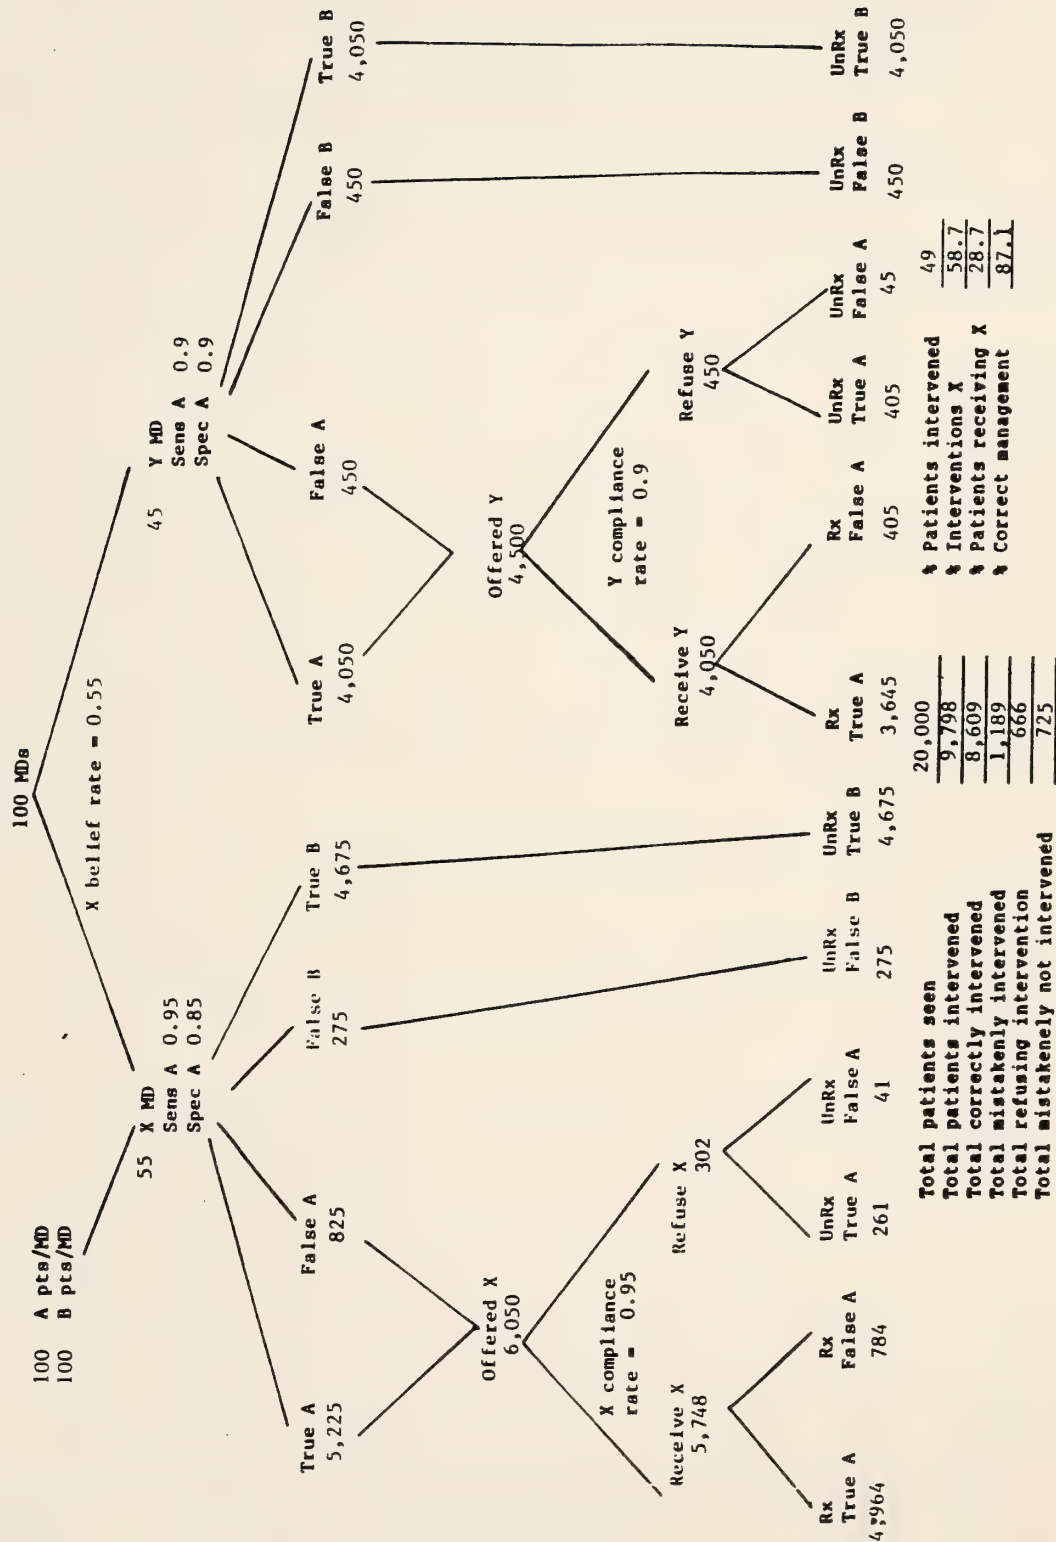 100 MDs
X belief rate = 0.55
100 A pts/MD
100 B pts/MD
55 X MD
Sens A 0.95
Spec A 0.85
45 Y MD
Sens A 0.9
Spec A 0.9
True A
5,225
False A
825
False B
275
True B
4,675
True A
4,050
False A
450
False B
450
True B
4,050
Offered X
6,050
Offered Y
4,500
X compliance
rate = 0.95
Y compliance
rate = 0.9
Receive X
5,748
Refuse X
302
Receive Y
4,050
Refuse Y
450
Rx
True A
4,964
Rx
False A
784
UnRx
True A
261
UnRx
False A
41
UnRx
False B
275
UnRx
True B
4,675
Rx
True A
3,645
Rx
False A
405
UnRx
True A
405
UnRx
False A
45
UnRx
False B
450
UnRx
True B
4,050
Total patients seen 20,000
Total patients intervened 9,798
Total correctly intervened 8,609
Total mistakenly intervened 1,189
Total refusing intervention 666
Total mistakenely not intervened 725
% Patients intervened 49
% Interventions X 58.7
% Patients receiving X 28.7
% Correct management 87.1